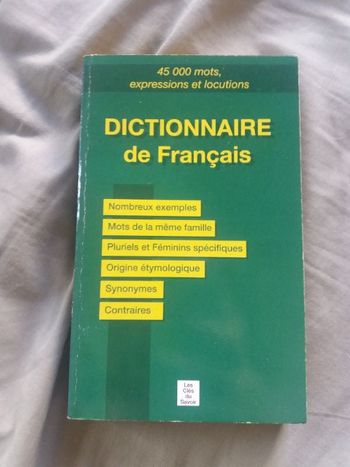 45 000 mots,
expressions et locutions
DICTIONNAIRE
de Français
Nombreux exemples
Mots de la même famille
Pluriels et Féminins spécifiques
Origine étymologique
Synonymes
Contraires
Les
Clés
du
Savoir